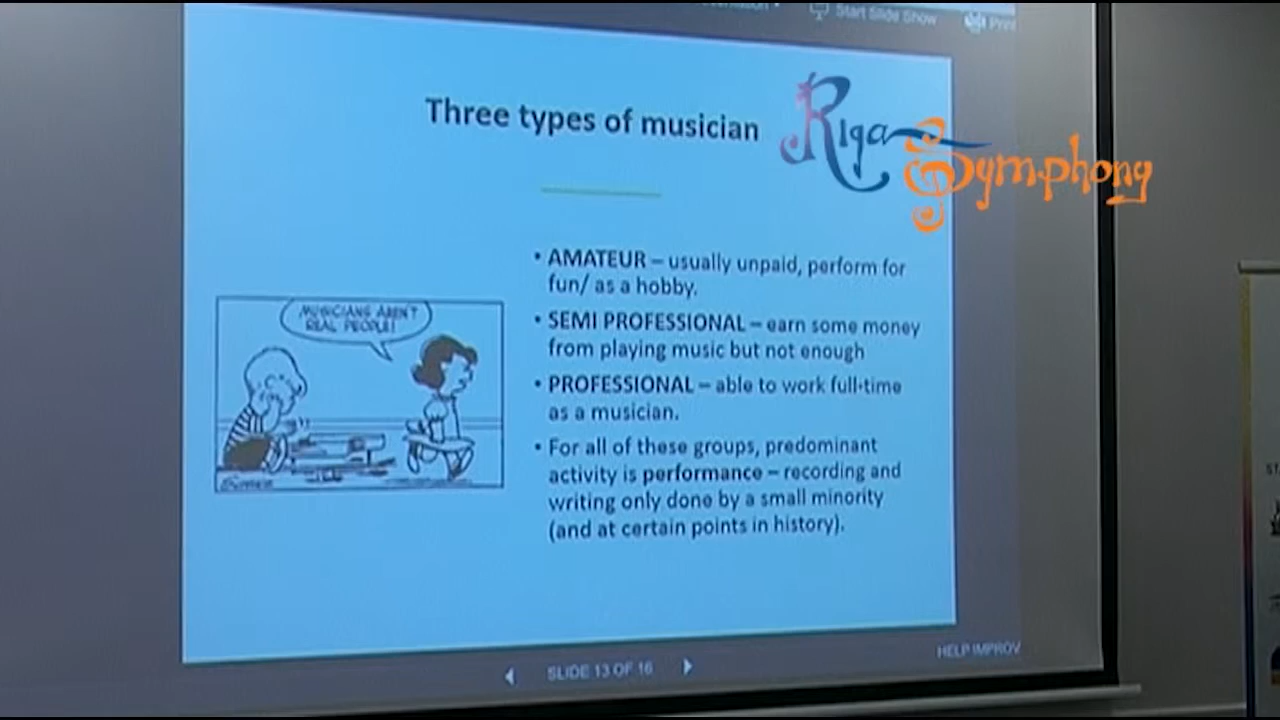 Start Slide Show
Three types of musician
Riga
Symphony
• AMATEUR – usually unpaid, perform for
fun/ as a hobby.
• SEMI PROFESSIONAL – earn some money
from playing music but not enough
• PROFESSIONAL – able to work full-time
as a musician.
• For all of these groups, predominant
activity is performance – recording and
writing only done by a small minority
(and at certain points in history).
MUSICIANS AREN'T
REAL PEOPLE!
SLIDE 13 OF 16
HELP IMPROV